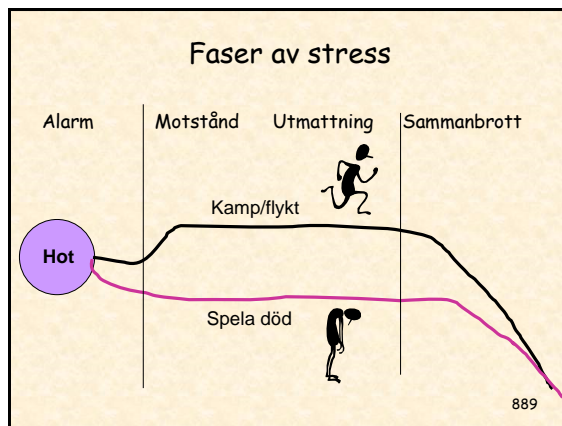 Faser av stress
Alarm Motstånd Utmattning Sammanbrott
Kamp/flykt
Hot
Spela död
889